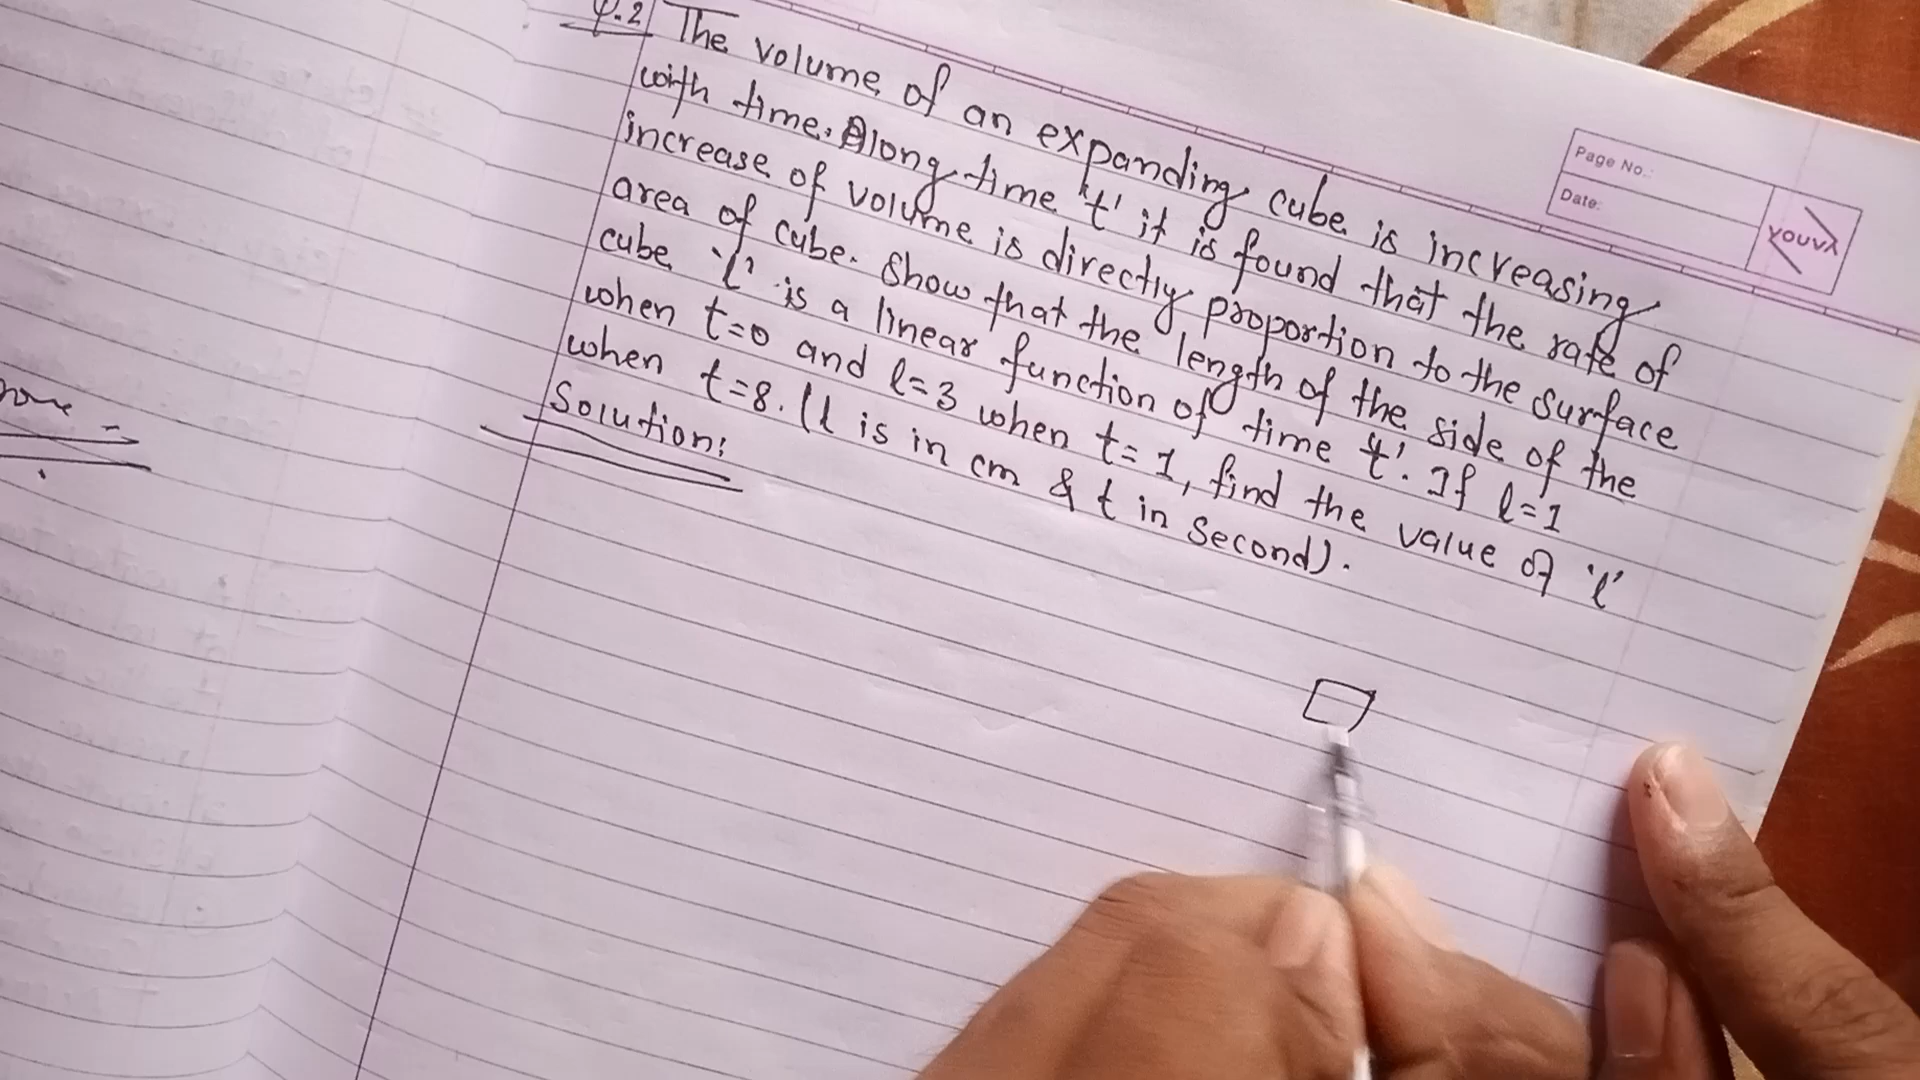 Q.2 The volume of an expanding cube is increasing
with time. Along time 't' it is found that the rate of
increase of volume is directly proportion to the surface
area of cube. Show that the length of the side of the
cube 'l' is a linear function of time 't'. If l=1
when t=0 and l=3 when t=1, find the value of 'l'
when t=8. (l is in cm & t in second).
Solution:
Page No.:
Date:
YOUVA